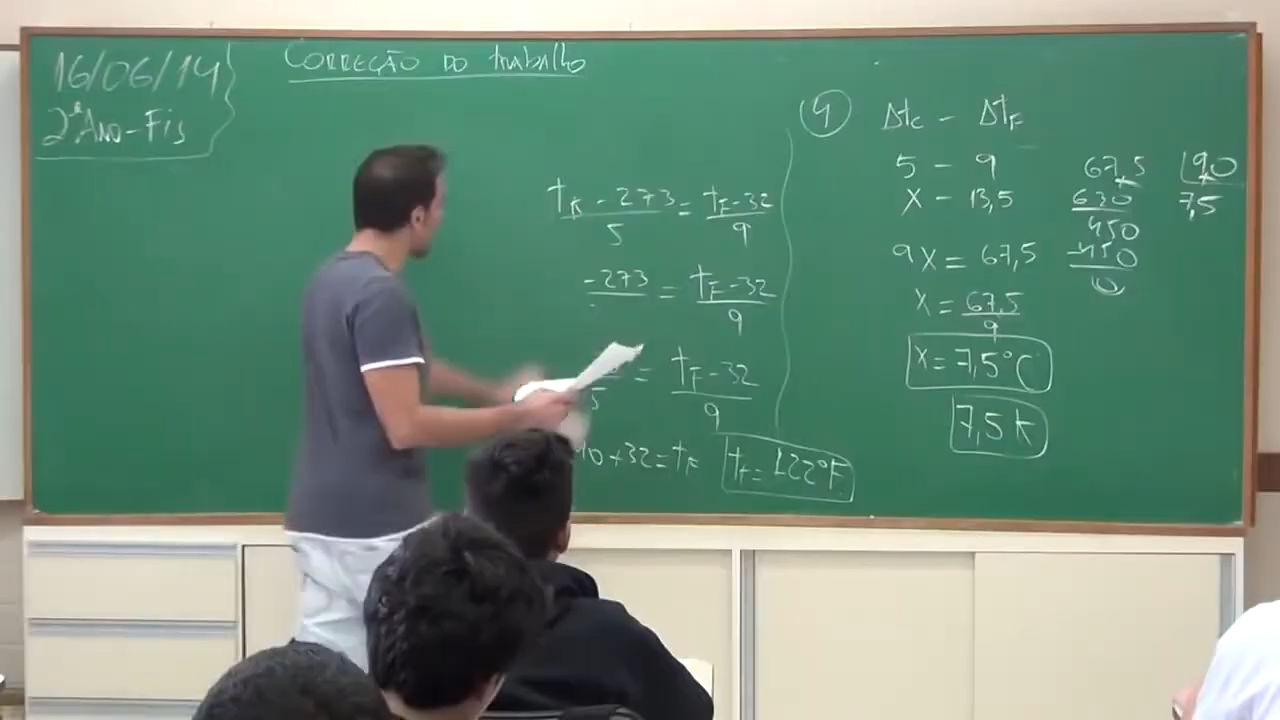 16/06/14
2º Ano-Fis
Correção do trabalho
tK - 273 = tF - 32
5 9
-273 = tF - 32
9
= tF - 32
5 9
+32 = tF
tF = 122°F
9
Δtc - ΔtF
5 - 9
x - 13,5
9x = 67,5
x = 67,5
9
x = 7,5°C
7,5 K
67,5 90
630 7,5
450
-450
0